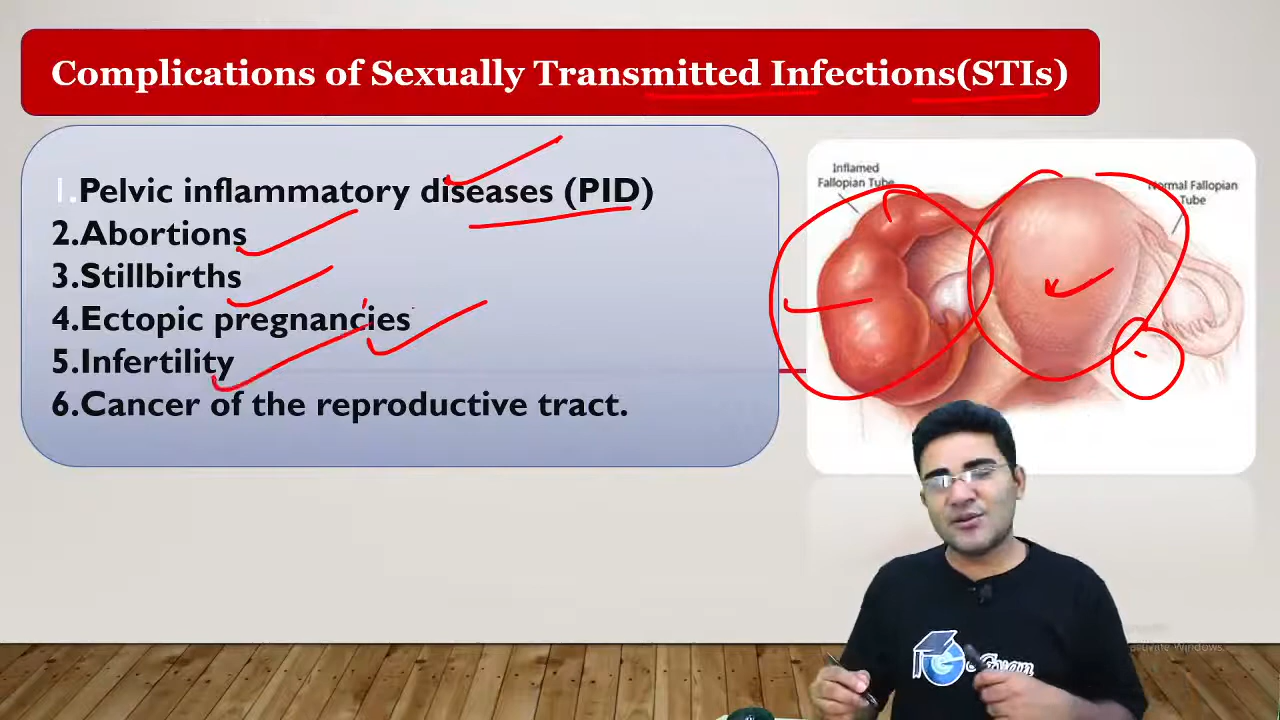 Complications of Sexually Transmitted Infections(STIs)
1.Pelvic inflammatory diseases (PID)
2.Abortions
3.Stillbirths
4.Ectopic pregnancies
5.Infertility
6.Cancer of the reproductive tract.
Inflamed
Fallopian Tube
Normal Fallopian
Tube